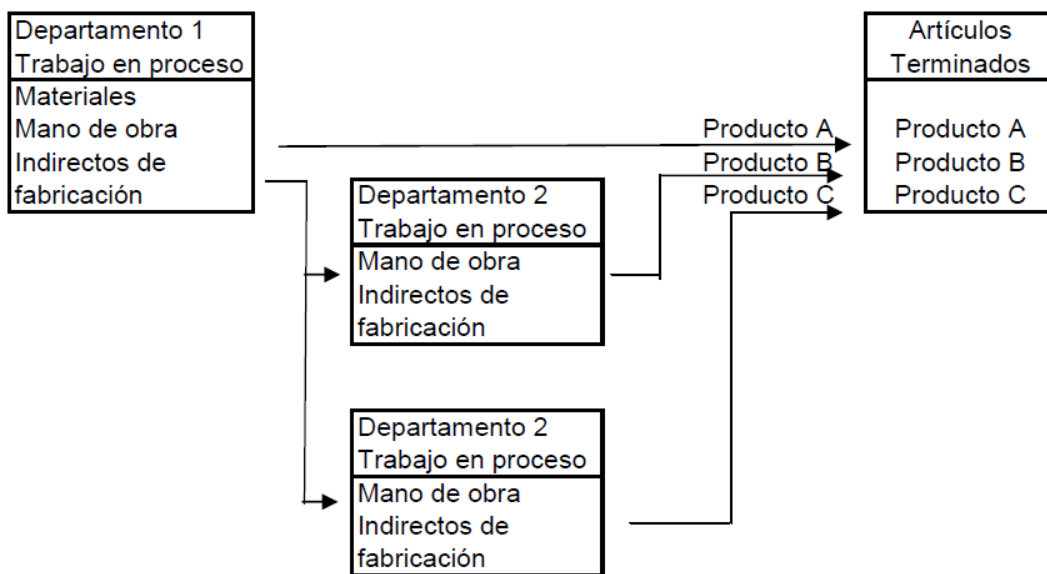 Departamento 1
Trabajo en proceso
Materiales
Mano de obra
Indirectos de
fabricación
Producto A
Producto B
Producto C
Artículos
Terminados
Producto A
Producto B
Producto C
Departamento 2
Trabajo en proceso
Mano de obra
Indirectos de
fabricación
Departamento 2
Trabajo en proceso
Mano de obra
Indirectos de
fabricación